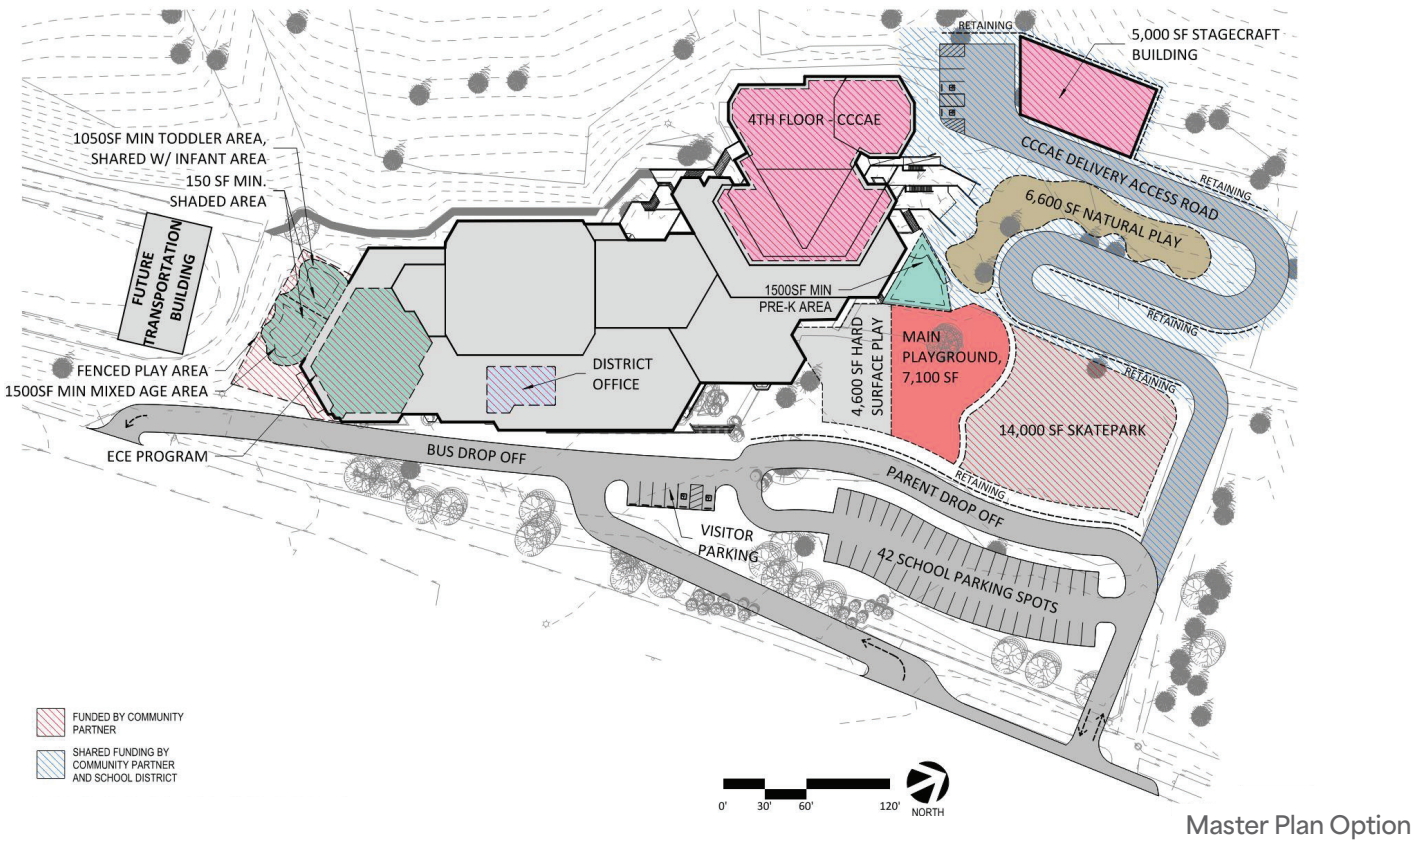 RETAINING
5,000 SF STAGECRAFT
BUILDING
4TH FLOOR - CCCAE
1050SF MIN TODDLER AREA,
SHARED W/ INFANT AREA
150 SF MIN.
SHADED AREA
CCCAE DELIVERY ACCESS ROAD
RETAINING
6,600 SF NATURAL PLAY
FUTURE
TRANSPORTATION
BUILDING
1500SF MIN
PRE-K AREA
RETAINING
4,600 SF HARD
SURFACE PLAY
MAIN
PLAYGROUND,
7,100 SF
RETAINING
DISTRICT
OFFICE
FENCED PLAY AREA
1500SF MIN MIXED AGE AREA
14,000 SF SKATEPARK
ECE PROGRAM
BUS DROP OFF
RETAINING
PARENT DROP OFF
VISITOR
PARKING
42 SCHOOL PARKING SPOTS
FUNDED BY COMMUNITY
PARTNER
SHARED FUNDING BY
COMMUNITY PARTNER
AND SCHOOL DISTRICT
0' 30' 60' 120'
NORTH
Master Plan Option